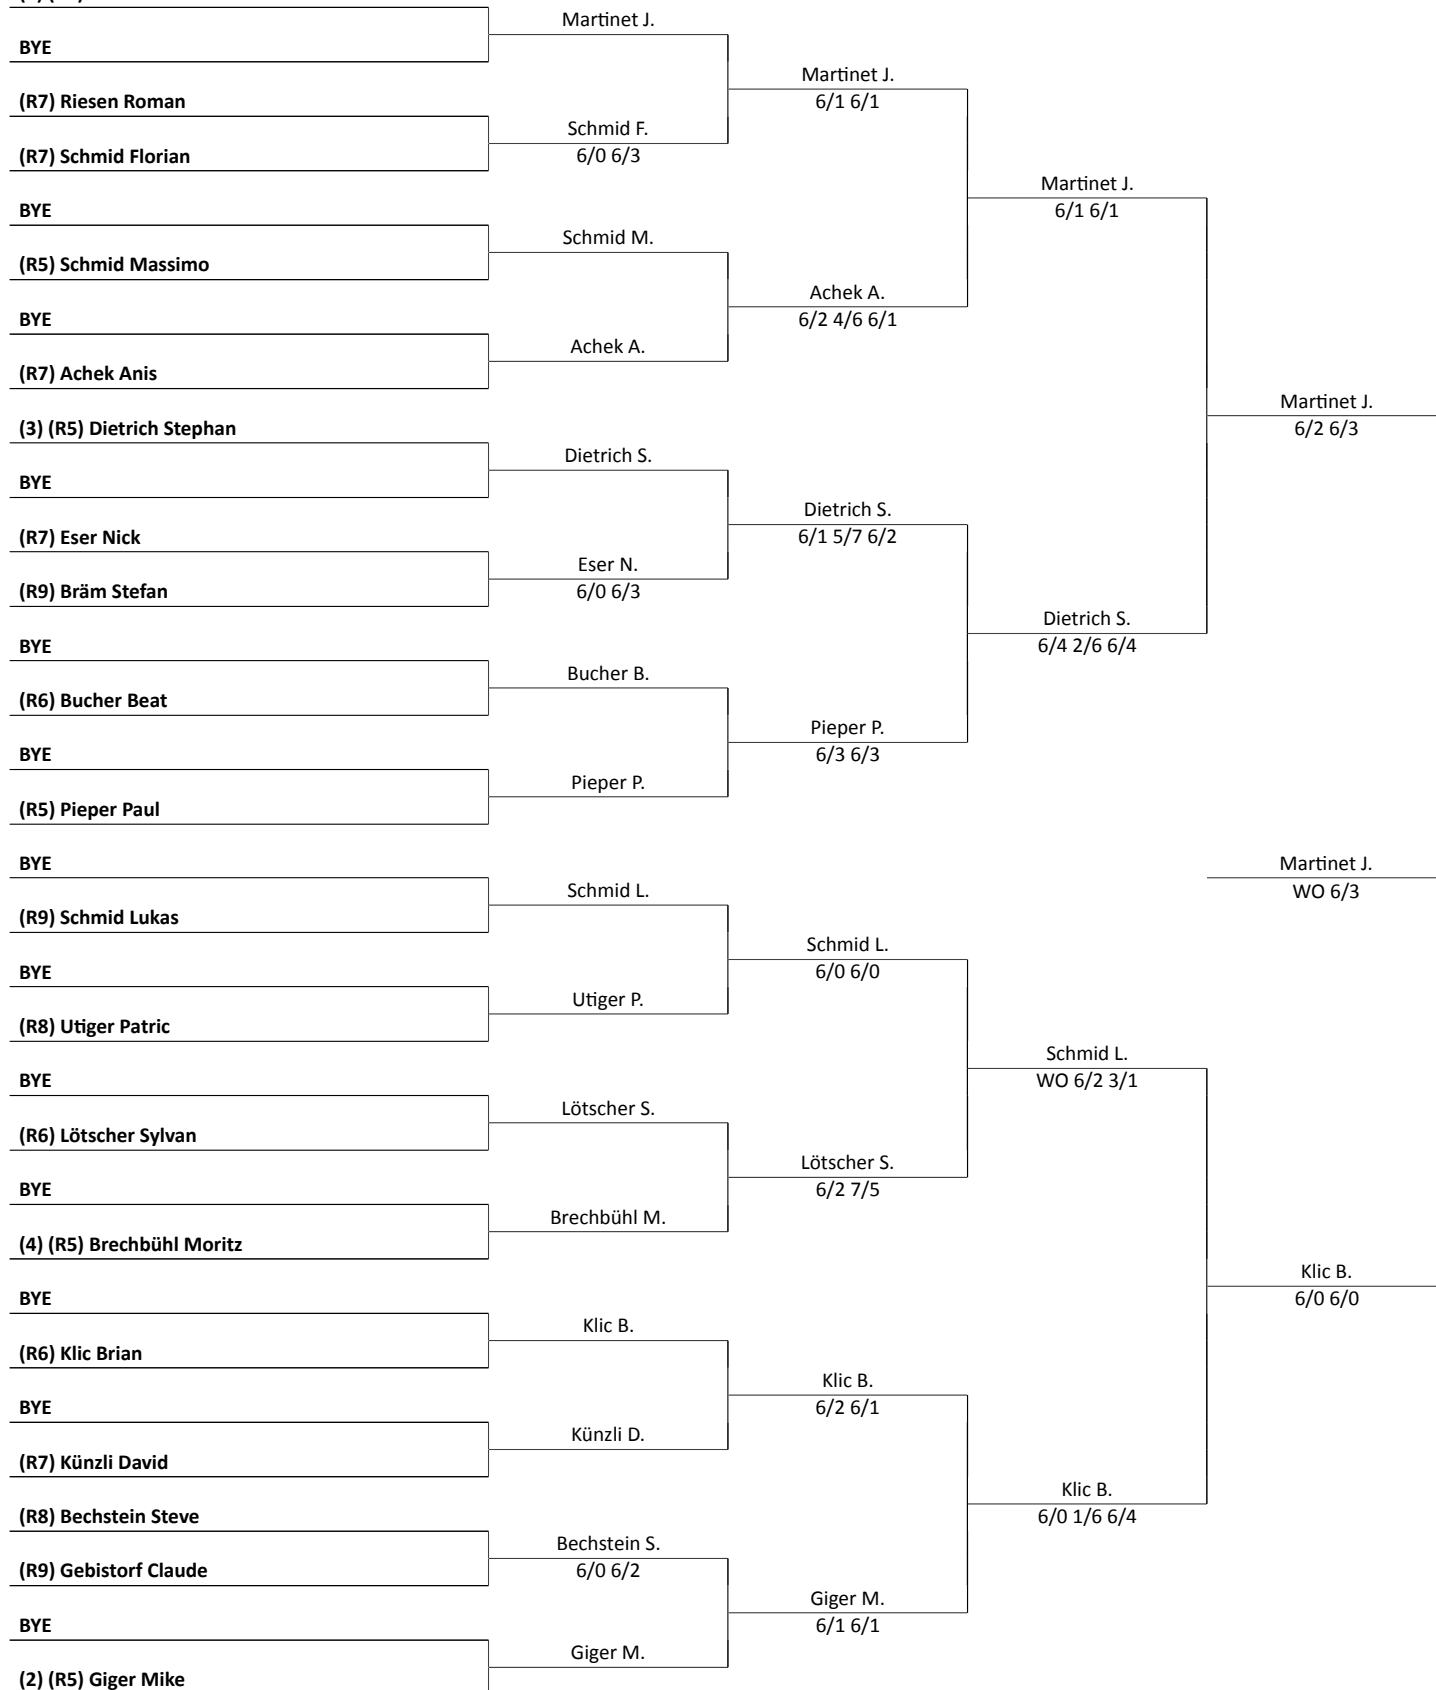 BYE
(R7) Riesen Roman
(R7) Schmid Florian
BYE
(R5) Schmid Massimo
BYE
(R7) Achek Anis
(3) (R5) Dietrich Stephan
BYE
(R7) Eser Nick
(R9) Bräm Stefan
BYE
(R6) Bucher Beat
BYE
(R5) Pieper Paul
BYE
(R9) Schmid Lukas
BYE
(R8) Utiger Patric
BYE
(R6) Lötscher Sylvan
BYE
(4) (R5) Brechbühl Moritz
BYE
(R6) Klic Brian
BYE
(R7) Künzli David
(R8) Bechstein Steve
(R9) Gebistorf Claude
BYE
(2) (R5) Giger Mike
Martinet J.
Schmid F.
6/0 6/3
Schmid M.
Achek A.
Dietrich S.
Eser N.
6/0 6/3
Bucher B.
Pieper P.
Schmid L.
Utiger P.
Lötscher S.
Brechbühl M.
Klic B.
Künzli D.
Bechstein S.
6/0 6/2
Giger M.
Martinet J.
6/1 6/1
Achek A.
6/2 4/6 6/1
Dietrich S.
6/1 5/7 6/2
Pieper P.
6/3 6/3
Schmid L.
6/0 6/0
Lötscher S.
6/2 7/5
Klic B.
6/2 6/1
Giger M.
6/1 6/1
Martinet J.
6/1 6/1
Dietrich S.
6/4 2/6 6/4
Schmid L.
WO 6/2 3/1
Klic B.
6/0 1/6 6/4
Martinet J.
6/2 6/3
Martinet J.
WO 6/3
Klic B.
6/0 6/0